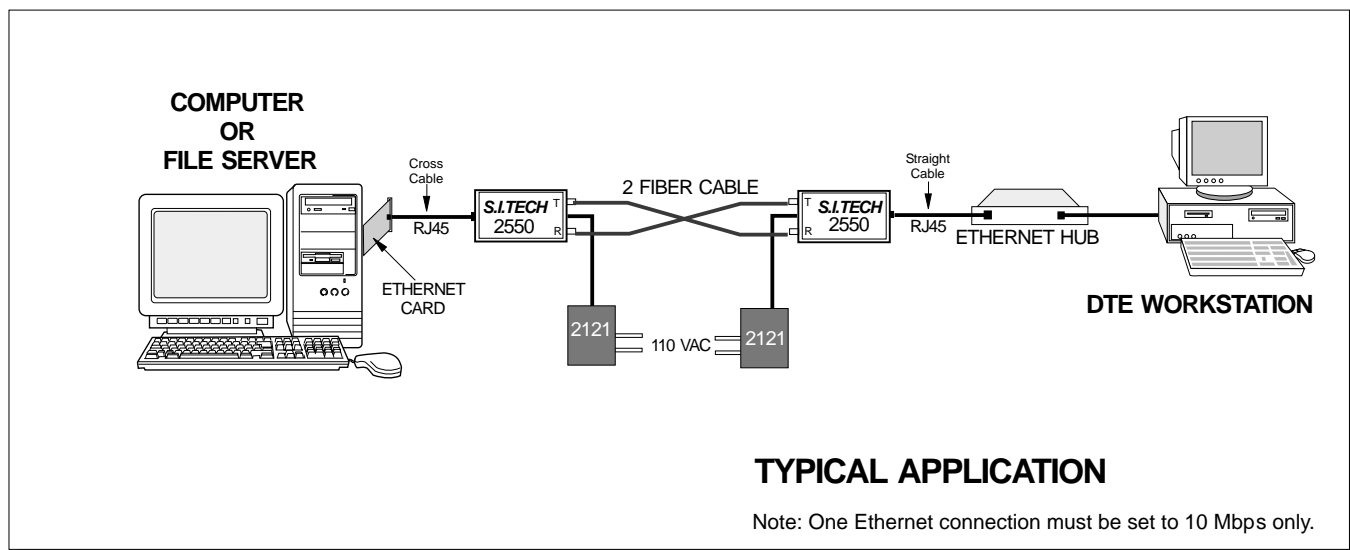 COMPUTER
OR
FILE SERVER
Cross
Cable
RJ45
ETHERNET
CARD
S.I.TECH
2550
T
R
2 FIBER CABLE
T
R
S.I.TECH
2550
Straight
Cable
RJ45
ETHERNET HUB
DTE WORKSTATION
2121
110 VAC
2121
TYPICAL APPLICATION
Note: One Ethernet connection must be set to 10 Mbps only.